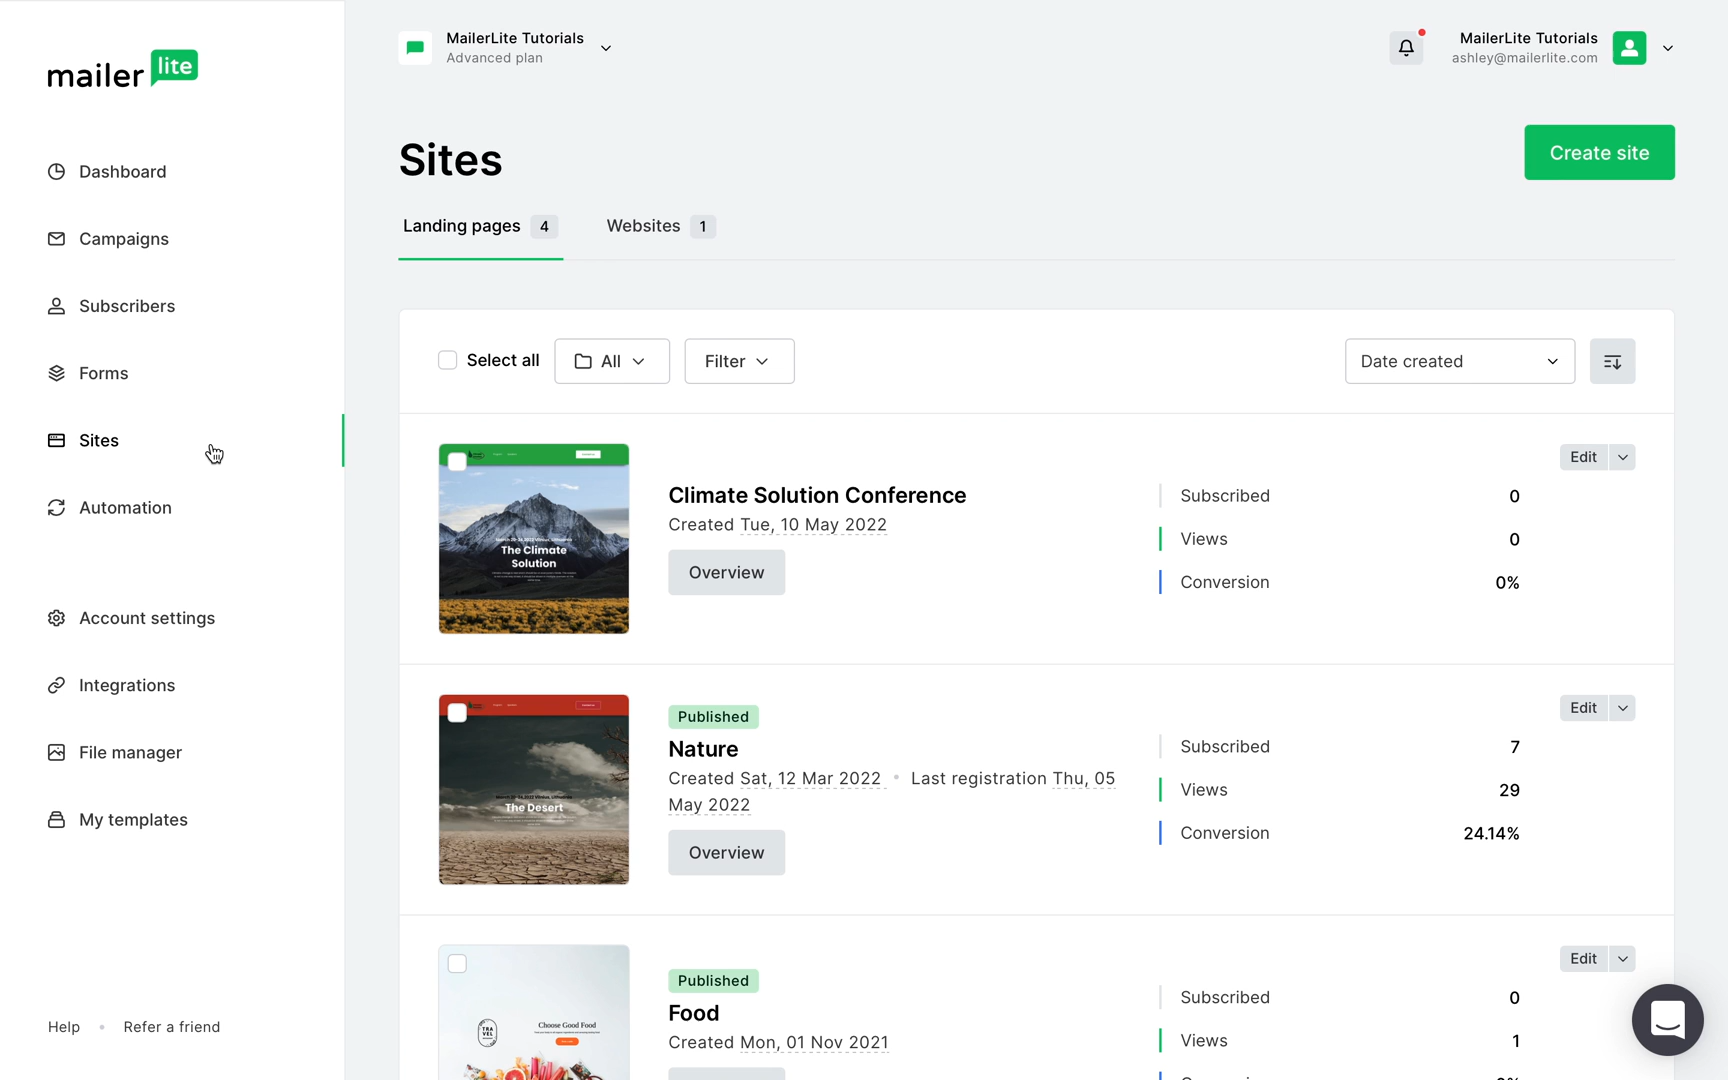 mailer lite
MailerLite Tutorials
Advanced plan
MailerLite Tutorials
ashley@mailerlite.com
Dashboard
Campaigns
Subscribers
Forms
Sites
Automation
Account settings
Integrations
File manager
My templates
Help • Refer a friend
Sites
Create site
Landing pages 4
Websites 1
Select all
All
Filter
Date created
The Climate
Solution
Climate Solution Conference
Created Tue, 10 May 2022
Overview
Subscribed 0
Views 0
Conversion 0%
Edit
The Desert
Published
Nature
Created Sat, 12 Mar 2022 • Last registration Thu, 05
May 2022
Overview
Subscribed 7
Views 29
Conversion 24.14%
Edit
TRA
VEL
Choose Good Food
Published
Food
Created Mon, 01 Nov 2021
Subscribed 0
Views 1
Edit